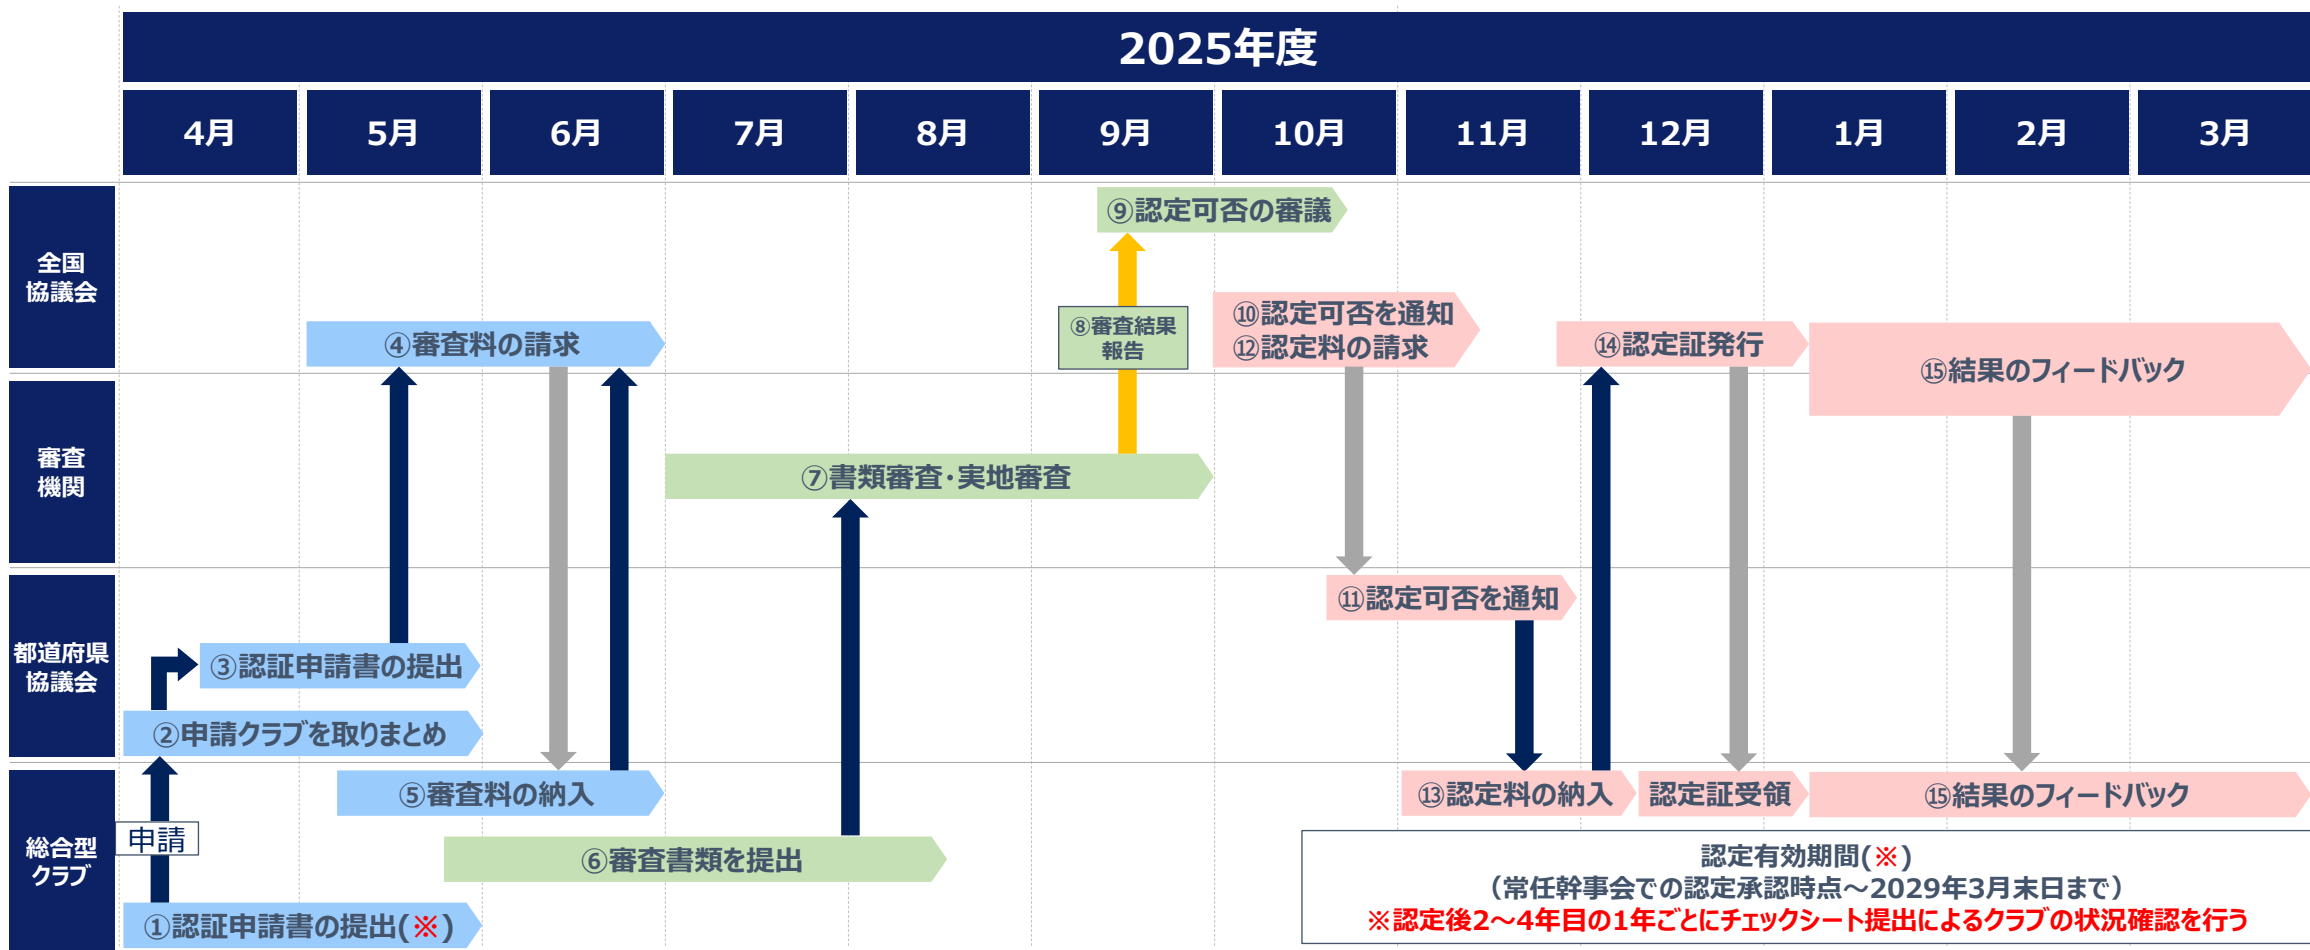 2025年度
4月
5月
6月
7月
8月
9月
10月
11月
12月
1月
2月
3月
全国
協議会
⑨認定可否の審議
⑧審査結果
報告
⑩認定可否を通知
⑫認定料の請求
④審査料の請求
⑭認定証発行
⑮結果のフィードバック
審査
機関
⑦書類審査・実地審査
都道府県
協議会
⑪認定可否を通知
③認証申請書の提出
②申請クラブを取りまとめ
総合型
クラブ
申請
⑤審査料の納入
⑬認定料の納入
認定証受領
⑮結果のフィードバック
⑥審査書類を提出
①認証申請書の提出(※)
認定有効期間(※)
（常任幹事会での認定承認時点～2029年3月末日まで）
※認定後2～4年目の1年ごとにチェックシート提出によるクラブの状況確認を行う